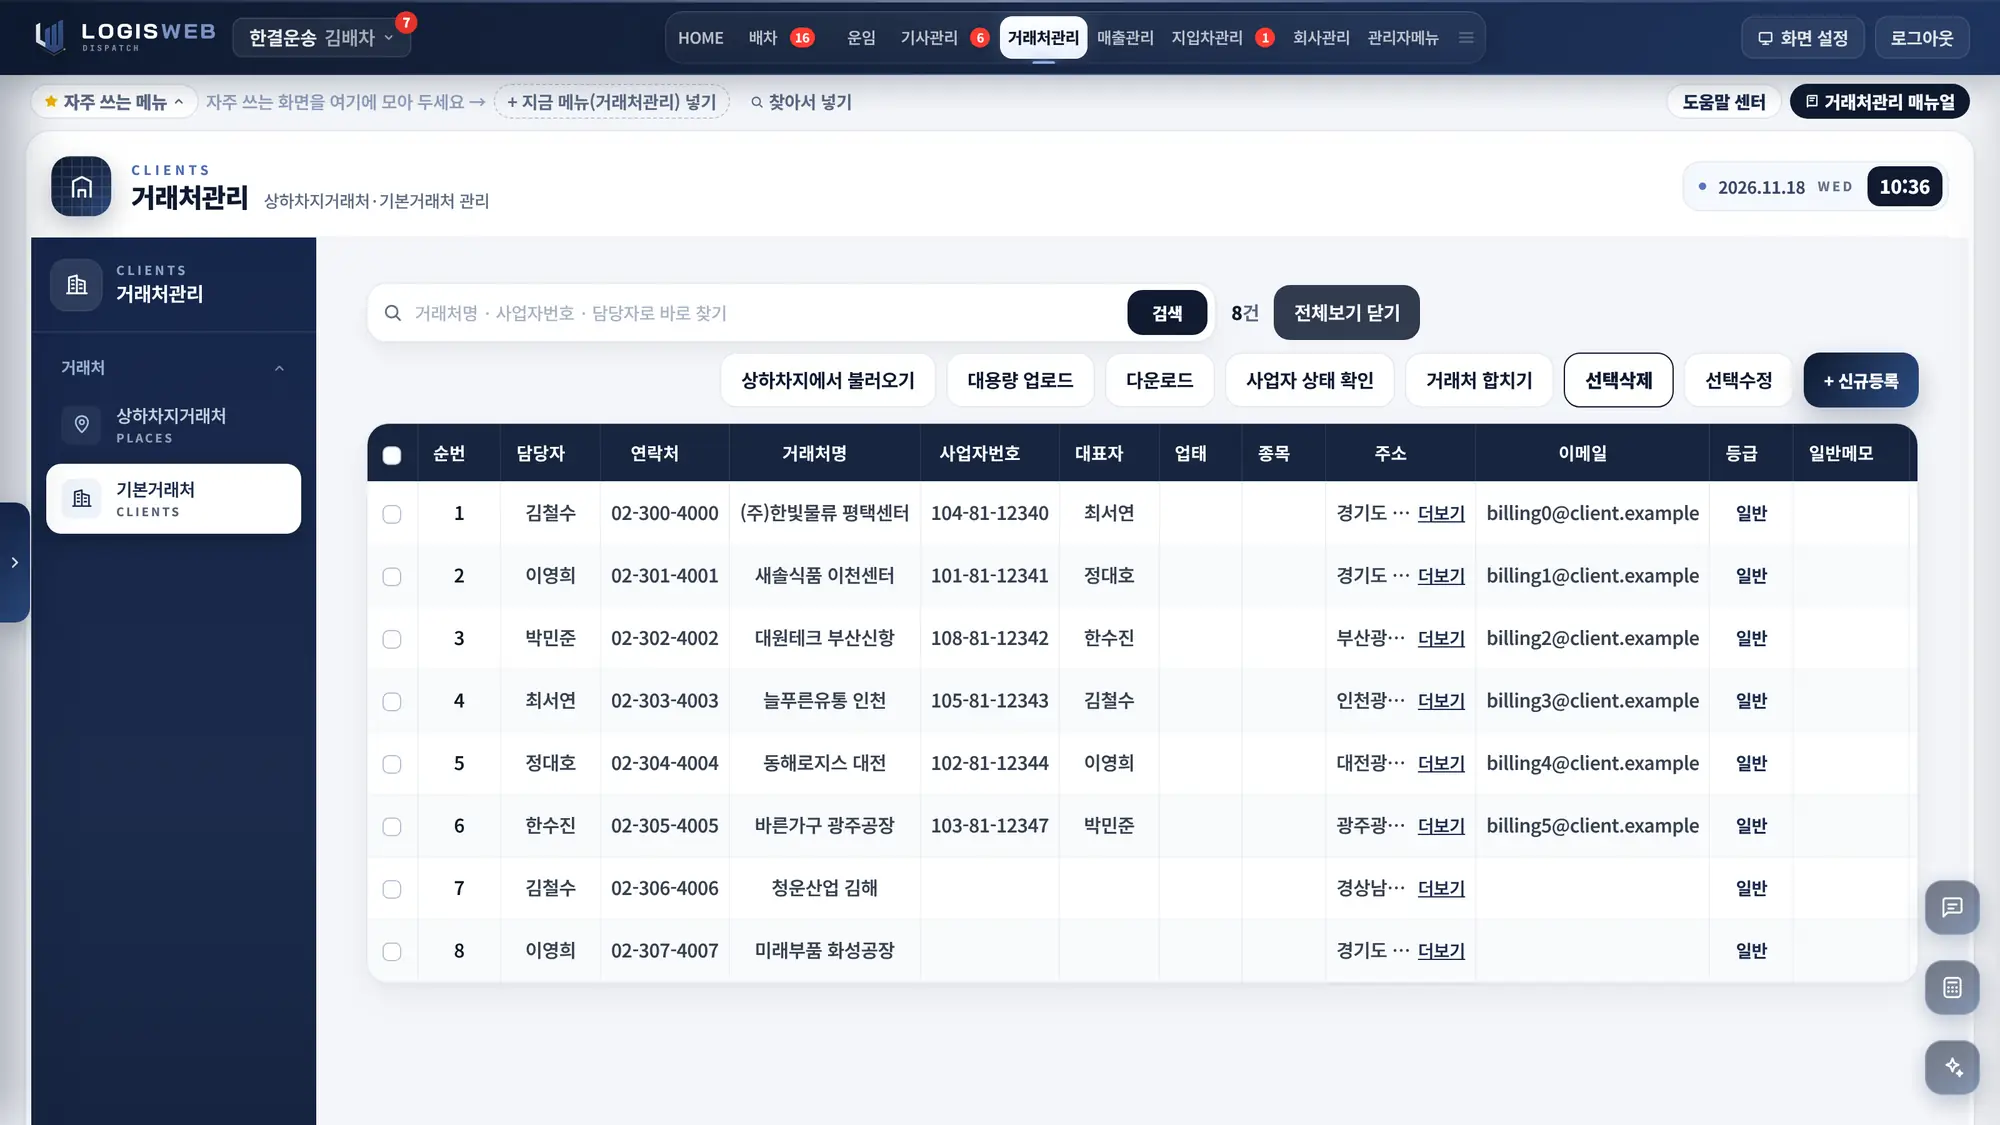 LOGISWEB
DISPATCH
한결운송 김배차
7
HOME
배차 16
운임
기사관리 6
거래처관리
매출관리
지입차관리 1
회사관리
관리자메뉴
화면 설정
로그아웃
자주 쓰는 메뉴
자주 쓰는 화면을 여기에 모아 두세요 →
+ 지금 메뉴(거래처관리) 넣기
찾아서 넣기
도움말 센터
거래처관리 매뉴얼
CLIENTS
거래처관리 상하차지거래처·기본거래처 관리
2026.11.18 WED 10:36
CLIENTS
거래처관리
거래처
상하차지거래처
PLACES
기본거래처
CLIENTS
거래처명 · 사업자번호 · 담당자로 바로 찾기
검색
8건
전체보기 닫기
상하차지에서 불러오기
대용량 업로드
다운로드
사업자 상태 확인
거래처 합치기
선택삭제
선택수정
+ 신규등록
순번 담당자 연락처 거래처명 사업자번호 대표자 업태 종목 주소 이메일 등급 일반메모
1 김철수 02-300-4000 (주)한빛물류 평택센터 104-81-12340 최서연 경기도 ··· 더보기 billing0@client.example 일반
2 이영희 02-301-4001 새솔식품 이천센터 101-81-12341 정대호 경기도 ··· 더보기 billing1@client.example 일반
3 박민준 02-302-4002 대원테크 부산신항 108-81-12342 한수진 부산광··· 더보기 billing2@client.example 일반
4 최서연 02-303-4003 늘푸른유통 인천 105-81-12343 김철수 인천광··· 더보기 billing3@client.example 일반
5 정대호 02-304-4004 동해로지스 대전 102-81-12344 이영희 대전광··· 더보기 billing4@client.example 일반
6 한수진 02-305-4005 바른가구 광주공장 103-81-12347 박민준 광주광··· 더보기 billing5@client.example 일반
7 김철수 02-306-4006 청운산업 김해 경상남··· 더보기 일반
8 이영희 02-307-4007 미래부품 화성공장 경기도 ··· 더보기 일반